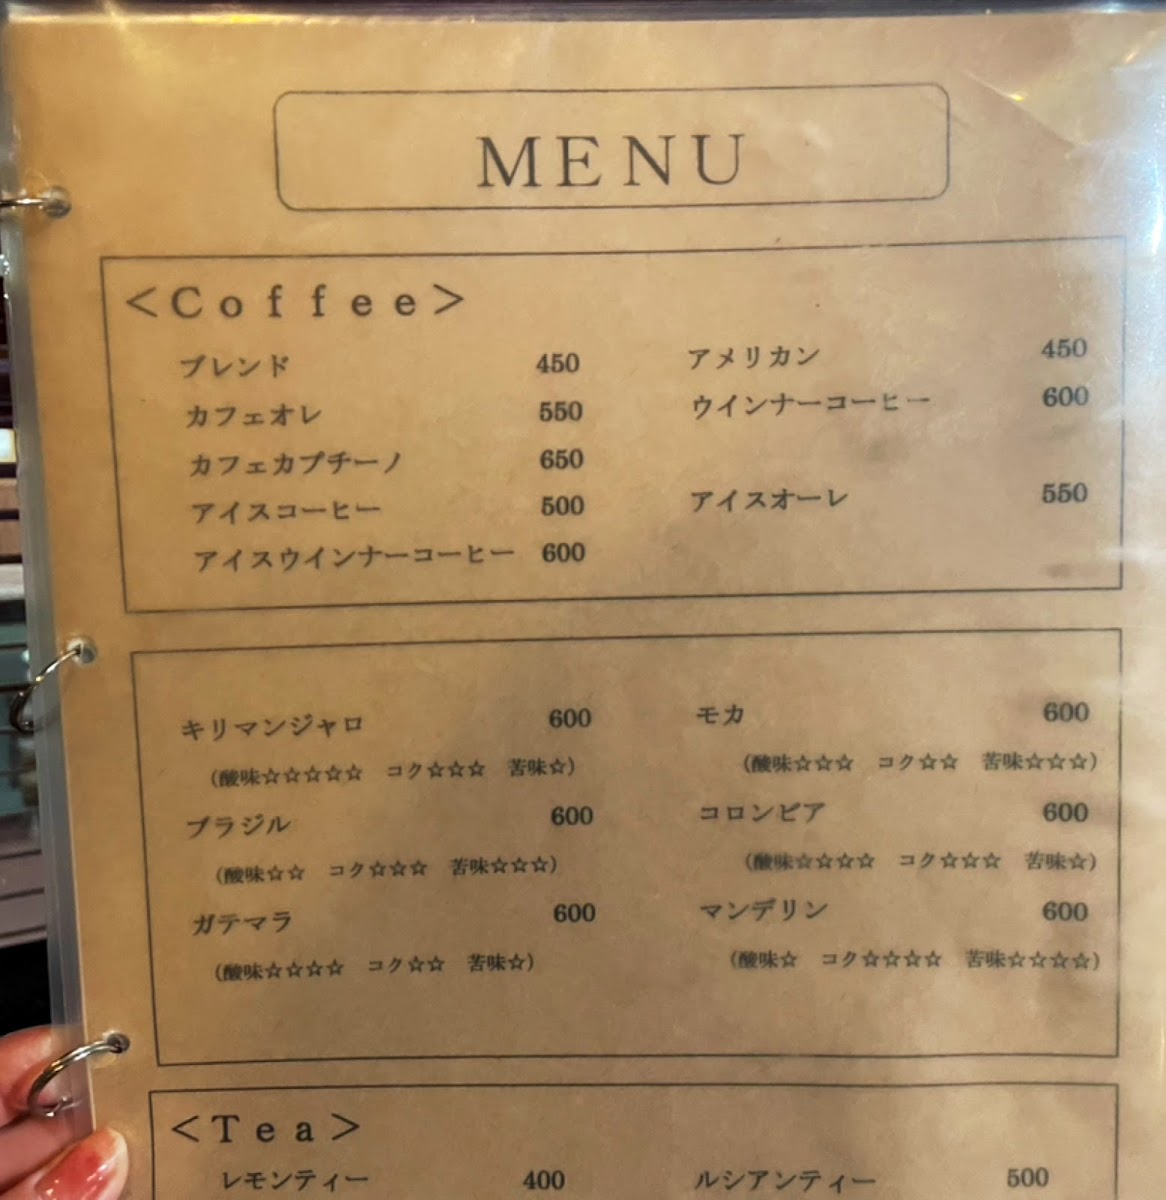 MENU
＜Coffee＞
ブレンド 450 アメリカン 450
カフェオレ 550 ウインナーコーヒー 600
カフェカプチーノ 650
アイスコーヒー 500 アイスオーレ 550
アイスウインナーコーヒー 600
キリマンジャロ 600 モカ 600
（酸味☆☆☆☆☆　コク☆☆☆　苦味☆） （酸味☆☆☆　コク☆☆　苦味☆☆☆）
ブラジル 600 コロンビア 600
（酸味☆☆　コク☆☆☆　苦味☆☆☆） （酸味☆☆☆☆　コク☆☆☆　苦味☆）
ガテマラ 600 マンデリン 600
（酸味☆☆☆☆　コク☆☆　苦味☆） （酸味☆　コク☆☆☆☆　苦味☆☆☆☆）
＜Tea＞
レモンティー 400 ルシアンティー 500